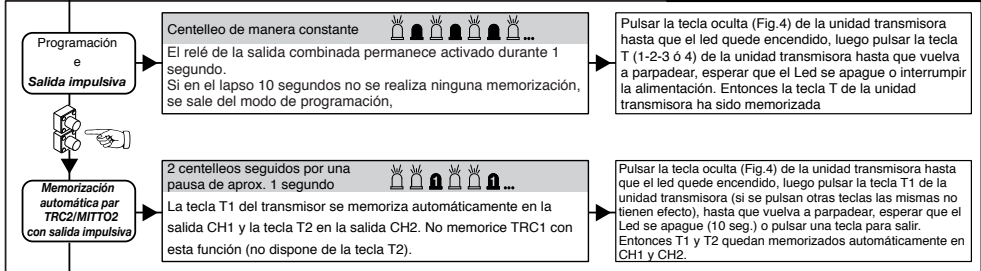 Programación
e
Salida impulsiva
Centelleo de manera constante
...
El relé de la salida combinada permanece activado durante 1
segundo.
Si en el lapso 10 segundos no se realiza ninguna memorización,
se sale del modo de programación,
Pulsar la tecla oculta (Fig.4) de la unidad transmisora
hasta que el led quede encendido, luego pulsar la tecla
T (1-2-3 ó 4) de la unidad transmisora hasta que vuelva
a parpadear, esperar que el Led se apague o interrumpir
la alimentación. Entonces la tecla T de la unidad
transmisora ha sido memorizada
Memorización
automática par
TRC2/MITTO2
con salida impulsiva
2 centelleos seguidos por una
pausa de aprox. 1 segundo
1 1 ...
La tecla T1 del transmisor se memoriza automáticamente en la
salida CH1 y la tecla T2 en la salida CH2. No memorice TRC1 con
esta función (no dispone de la tecla T2).
Pulsar la tecla oculta (Fig.4) de la unidad transmisora hasta
que el led quede encendido, luego pulsar la tecla T1 de la
unidad transmisora (si se pulsan otras teclas las mismas no
tienen efecto), hasta que vuelva a parpadear, esperar que el
Led se apague (10 seg.) o pulsar una tecla para salir.
Entonces T1 y T2 quedan memorizados automáticamente en
CH1 y CH2.